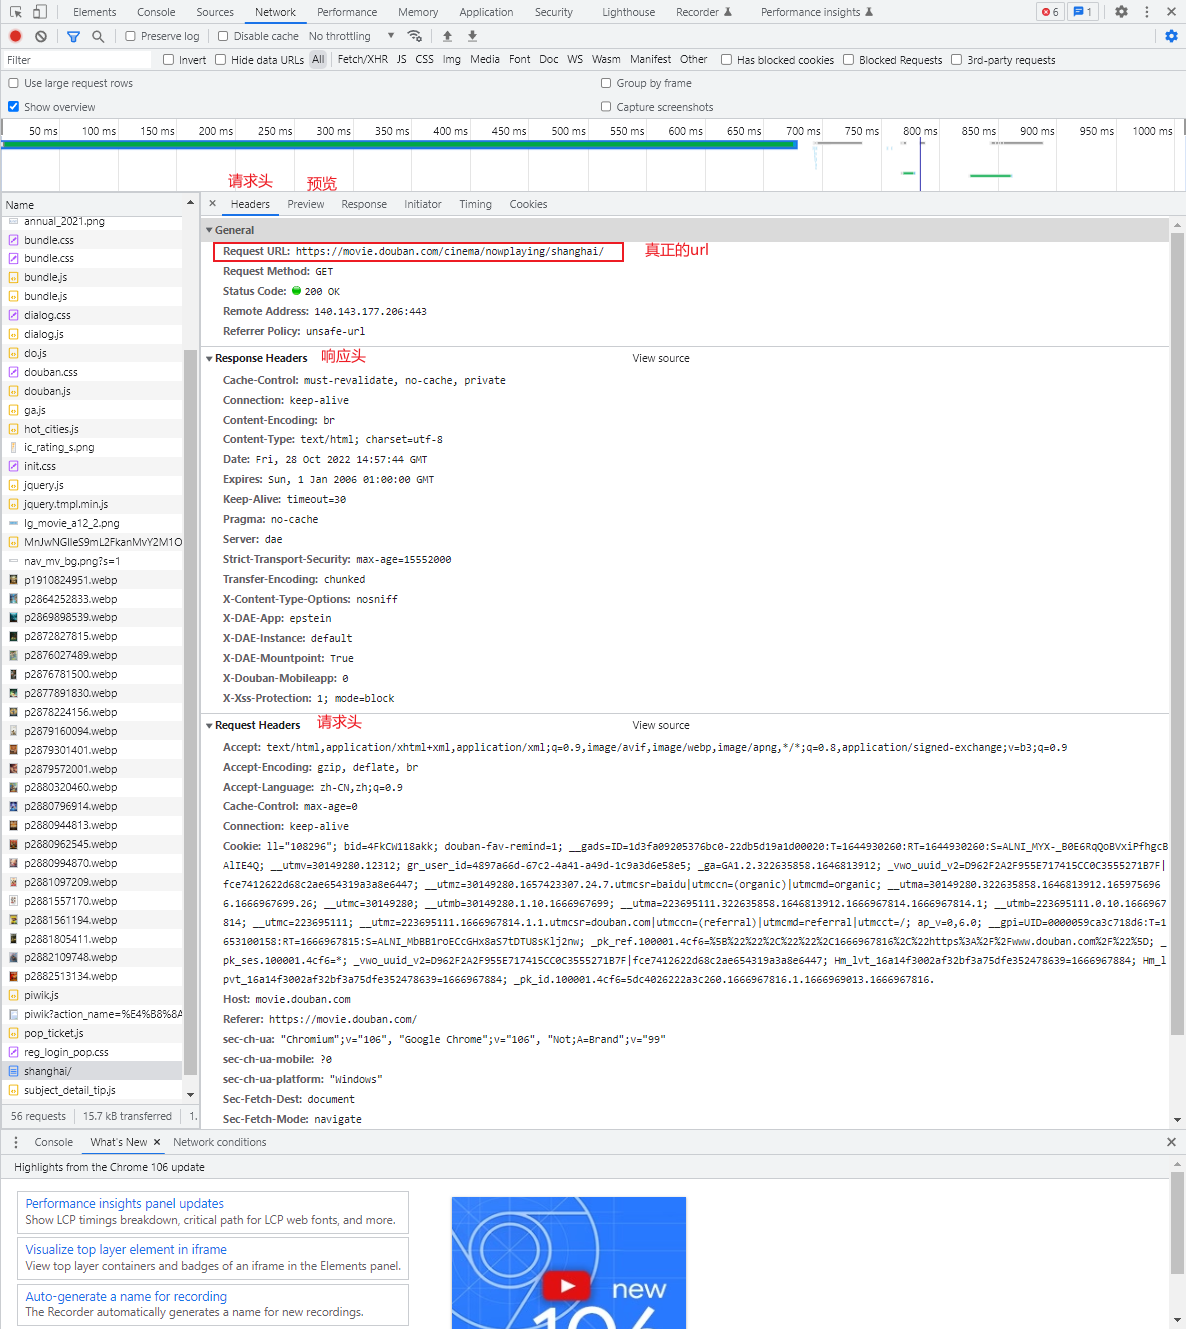 Elements Console Sources Network Performance Memory Application Security Lighthouse Recorder Performance insights 6 1
Preserve log Disable cache No throttling
Filter Invert Hide data URLs All Fetch/XHR JS CSS Img Media Font Doc WS Wasm Manifest Other Has blocked cookies Blocked Requests 3rd-party requests
Use large request rows Group by frame
Show overview Capture screenshots
50 ms 100 ms 150 ms 200 ms 250 ms 300 ms 350 ms 400 ms 450 ms 500 ms 550 ms 600 ms 650 ms 700 ms 750 ms 800 ms 850 ms 900 ms 950 ms 1000 ms
请求头 预览
Name
annual_2021.png
bundle.css
bundle.css
bundle.js
bundle.js
dialog.css
dialog.js
do.js
douban.css
douban.js
ga.js
hot_cities.js
ic_rating_s.png
init.css
jquery.js
jquery.tmpl.min.js
lg_movie_a12_2.png
MnJwNGlleS9mL2FkanMvY2M1O
nav_mv_bg.png?s=1
p1910824951.webp
p2864252833.webp
p2869898539.webp
p2872827815.webp
p2876027489.webp
p2876781500.webp
p2877891830.webp
p2878224156.webp
p2879160094.webp
p2879301401.webp
p2879572001.webp
p2880320460.webp
p2880796914.webp
p2880944813.webp
p2880962545.webp
p2880994870.webp
p2881097209.webp
p2881557170.webp
p2881561194.webp
p2881805411.webp
p2882109748.webp
p2882513134.webp
piwik.js
piwik?action_name=%E4%B8%8A
pop_ticket.js
reg_login_pop.css
shanghai/
subject_detail_tip.js
56 requests 15.7 kB transferred 1.
Headers Preview Response Initiator Timing Cookies
General
Request URL: https://movie.douban.com/cinema/nowplaying/shanghai/ 真正的url
Request Method: GET
Status Code: 200 OK
Remote Address: 140.143.177.206:443
Referrer Policy: unsafe-url
Response Headers 响应头 View source
Cache-Control: must-revalidate, no-cache, private
Connection: keep-alive
Content-Encoding: br
Content-Type: text/html; charset=utf-8
Date: Fri, 28 Oct 2022 14:57:44 GMT
Expires: Sun, 1 Jan 2006 01:00:00 GMT
Keep-Alive: timeout=30
Pragma: no-cache
Server: dae
Strict-Transport-Security: max-age=15552000
Transfer-Encoding: chunked
X-Content-Type-Options: nosniff
X-DAE-App: epstein
X-DAE-Instance: default
X-DAE-Mountpoint: True
X-Douban-Mobileapp: 0
X-Xss-Protection: 1; mode=block
Request Headers 请求头 View source
Accept: text/html,application/xhtml+xml,application/xml;q=0.9,image/avif,image/webp,image/apng,*/*;q=0.8,application/signed-exchange;v=b3;q=0.9
Accept-Encoding: gzip, deflate, br
Accept-Language: zh-CN,zh;q=0.9
Cache-Control: max-age=0
Connection: keep-alive
Cookie: ll="108296"; bid=4FkCW118akk; douban-fav-remind=1; __gads=ID=1d3fa09205376bc0-22db5d19a1d00020:T=1644930260:RT=1644930260:S=ALNI_MYX-_B0E6RqQoBVxiPfhgcB
AlIE4Q; __utmv=30149280.12312; gr_user_id=4897a66d-67c2-4a41-a49d-1c9a3d6e58e5; _ga=GA1.2.322635858.1646813912; _vwo_uuid_v2=D962F2A2F955E717415CC0C3555271B7F|
fce7412622d68c2ae654319a3a8e6447; __utmz=30149280.1657423307.24.7.utmcsr=baidu|utmccn=(organic)|utmcmd=organic; __utma=30149280.322635858.1646813912.165975696
6.1666967699.26; __utmc=30149280; __utmb=30149280.1.10.1666967699; __utma=223695111.322635858.1646813912.1666967814.1666967814.1; __utmb=223695111.0.10.1666967
814; __utmc=223695111; __utmz=223695111.1666967814.1.1.utmcsr=douban.com|utmccn=(referral)|utmcmd=referral|utmcct=/; ap_v=0,6.0; __gpi=UID=0000059ca3c718d6:T=1
653100158:RT=1666967815:S=ALNI_MbBB1roECcGHx8aS7tDTU8sKlj2nw; _pk_ref.100001.4cf6=%5B%22%22%2C%22%22%2C1666967816%2C%22https%3A%2F%2Fwww.douban.com%2F%22%5D; _
pk_ses.100001.4cf6=*; _vwo_uuid_v2=D962F2A2F955E717415CC0C3555271B7F|fce7412622d68c2ae654319a3a8e6447; Hm_lvt_16a14f3002af32bf3a75dfe352478639=1666967884; Hm_l
pvt_16a14f3002af32bf3a75dfe352478639=1666967884; _pk_id.100001.4cf6=5dc4026222a3c260.1666967816.1.1666969013.1666967816.
Host: movie.douban.com
Referer: https://movie.douban.com/
sec-ch-ua: "Chromium";v="106", "Google Chrome";v="106", "Not;A=Brand";v="99"
sec-ch-ua-mobile: ?0
sec-ch-ua-platform: "Windows"
Sec-Fetch-Dest: document
Sec-Fetch-Mode: navigate
Console What's New Network conditions
Highlights from the Chrome 106 update
Performance insights panel updates
Show LCP timings breakdown, critical path for LCP web fonts, and more.
Visualize top layer element in iframe
View top layer containers and badges of an iframe in the Elements panel.
Auto-generate a name for recording
The Recorder automatically generates a name for new recordings.
new
106